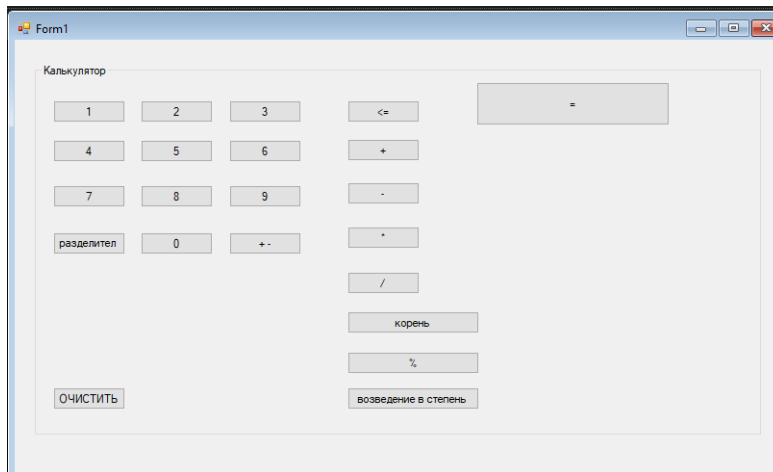 Form1
Калькулятор
1 2 3 <= =
4 5 6 +
7 8 9 -
разделител 0 + - *
/
корень
%
ОЧИСТИТЬ возведение в степень